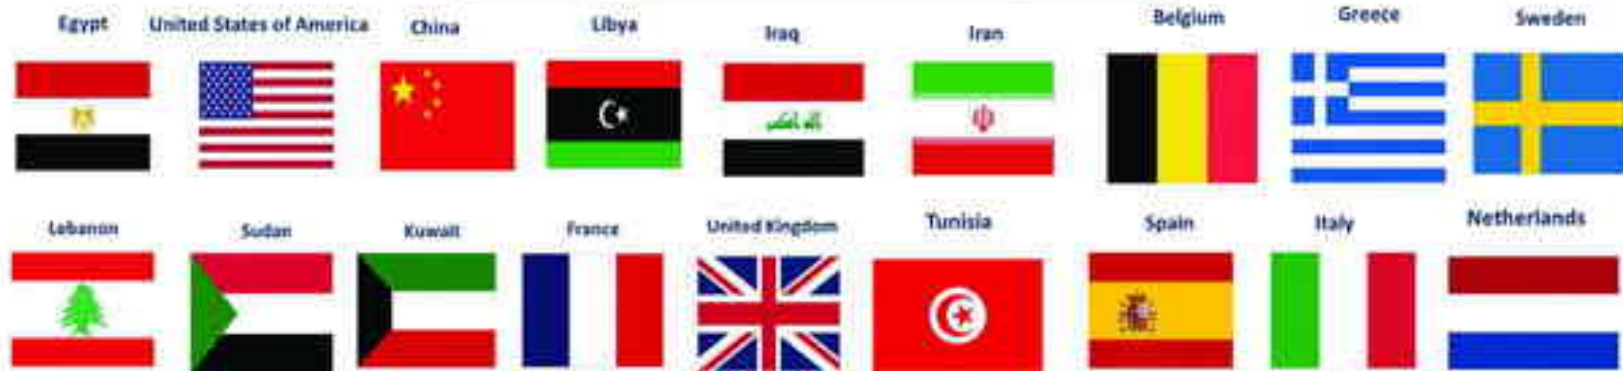 Egypt
United States of America
China
Libya
Iraq
Iran
Belgium
Greece
Sweden
Lebanon
Sudan
Kuwait
France
United Kingdom
Tunisia
Spain
Italy
Netherlands